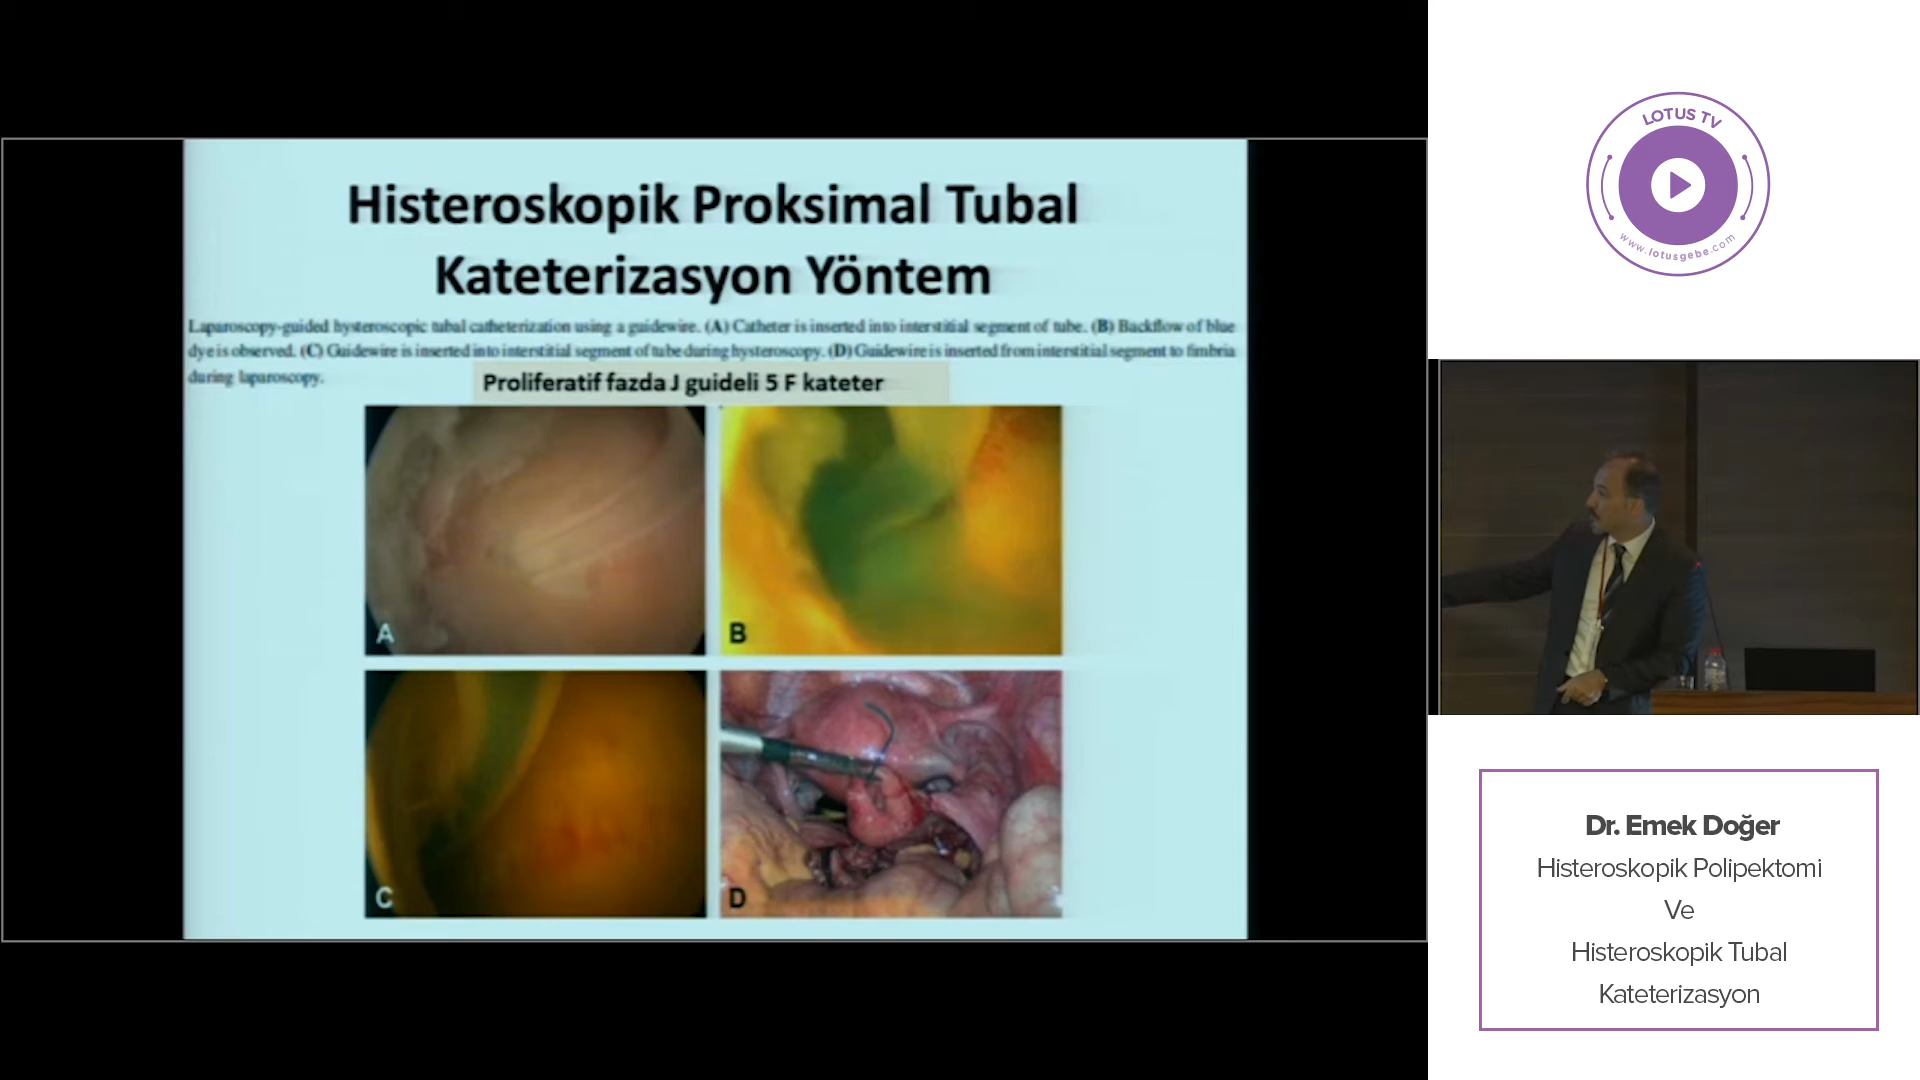 Histeroskopik Proksimal Tubal
Kateterizasyon Yöntem
Laparoscopy-guided hysteroscopic tubal catheterization using a guidewire. (A) Catheter is inserted into interstitial segment of tube. (B) Backflow of blue
dye is observed. (C) Guidewire is inserted into interstitial segment of tube during hysteroscopy. (D) Guidewire is inserted from interstitial segment to fimbria
during laparoscopy.
Proliferatif fazda J guideli 5 F kateter
A
B
C
D
LOTUS TV
www.lotusgebe.com
Dr. Emek Doğer
Histeroskopik Polipektomi
Ve
Histeroskopik Tubal
Kateterizasyon